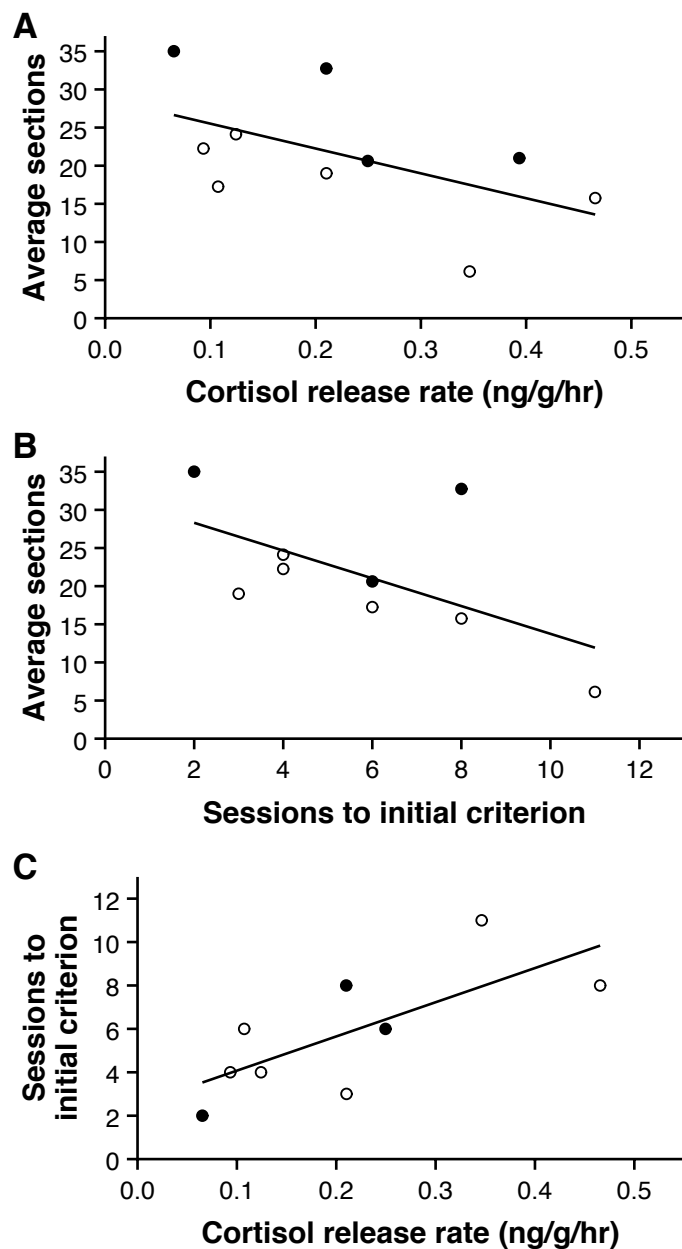 A
35
30
25
20
15
10
5
0
Average sections
0.0 0.1 0.2 0.3 0.4 0.5
Cortisol release rate (ng/g/hr)
B
35
30
25
20
15
10
5
0
Average sections
0 2 4 6 8 10 12
Sessions to initial criterion
C
12
10
8
6
4
2
0
Sessions to
initial criterion
0.0 0.1 0.2 0.3 0.4 0.5
Cortisol release rate (ng/g/hr)